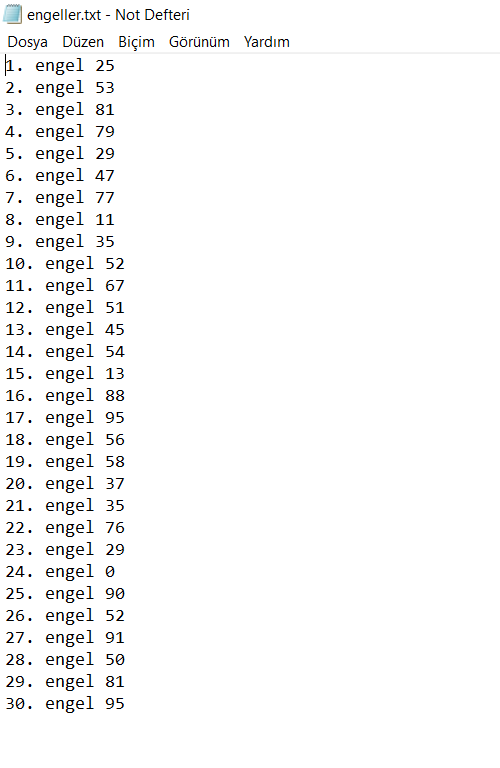 engeller.txt - Not Defteri
Dosya Düzen Biçim Görünüm Yardım
1. engel 25
2. engel 53
3. engel 81
4. engel 79
5. engel 29
6. engel 47
7. engel 77
8. engel 11
9. engel 35
10. engel 52
11. engel 67
12. engel 51
13. engel 45
14. engel 54
15. engel 13
16. engel 88
17. engel 95
18. engel 56
19. engel 58
20. engel 37
21. engel 35
22. engel 76
23. engel 29
24. engel 0
25. engel 90
26. engel 52
27. engel 91
28. engel 50
29. engel 81
30. engel 95